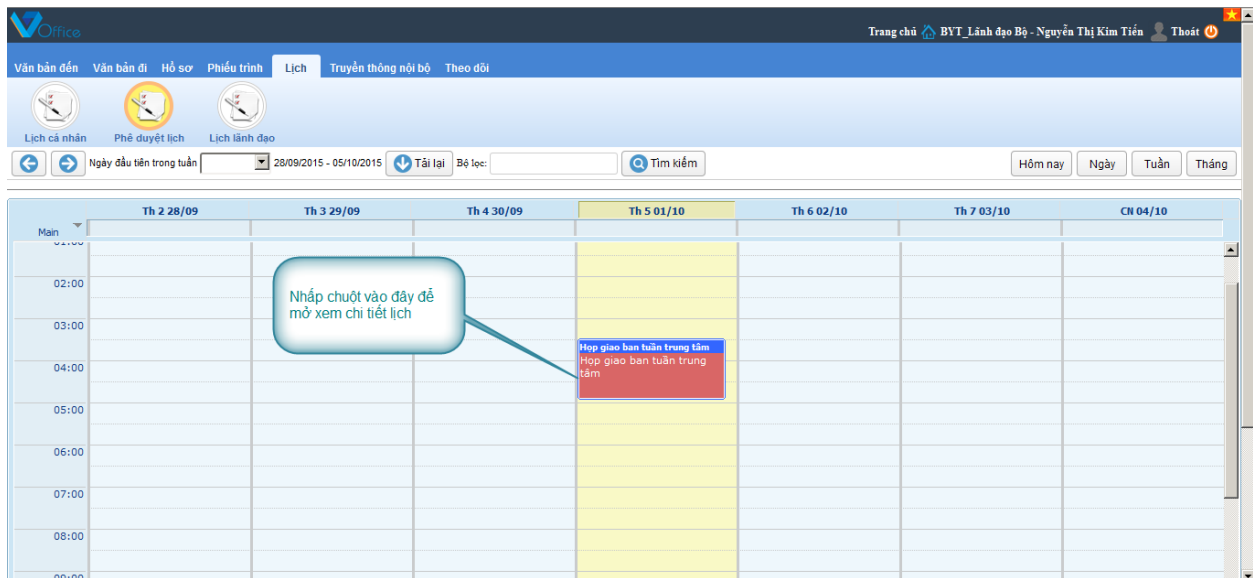 Office
Trang chủ BYT_Lãnh đạo Bộ - Nguyễn Thị Kim Tiến Thoát
Văn bản đến Văn bản đi Hồ sơ Phiếu trình Lịch Truyền thông nội bộ Theo dõi
Lịch cá nhân Phê duyệt lịch Lịch lãnh đạo
Ngày đầu tiên trong tuần 28/09/2015 - 05/10/2015 Tải lại Bộ lọc: Tìm kiếm Hôm nay Ngày Tuần Tháng
Th 2 28/09 Th 3 29/09 Th 4 30/09 Th 5 01/10 Th 6 02/10 Th 7 03/10 CN 04/10
Main
01:00
02:00
Nhấp chuột vào đây để
mở xem chi tiết lịch
03:00
Họp giao ban tuần trung tâm
Họp giao ban tuần trung
tâm
04:00
05:00
06:00
07:00
08:00
09:00